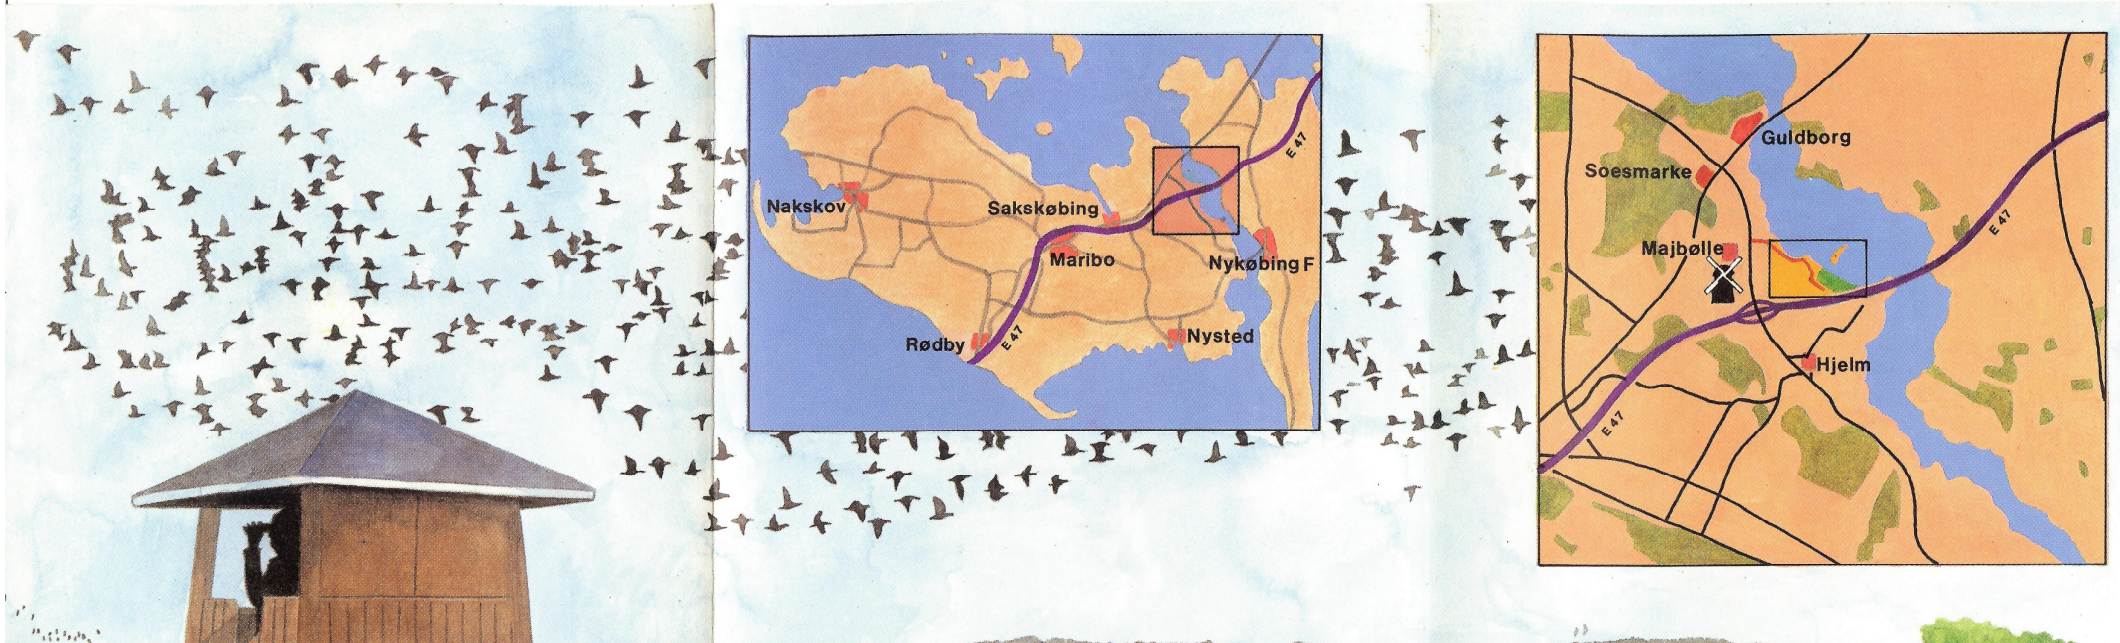 E 47
Nakskov
Sakskøbing
Maribo
Nykøbing F
Rødby
E 47
Nysted
Guldborg
Soesmarke
E 47
Majbølle
Hjelm
E 47